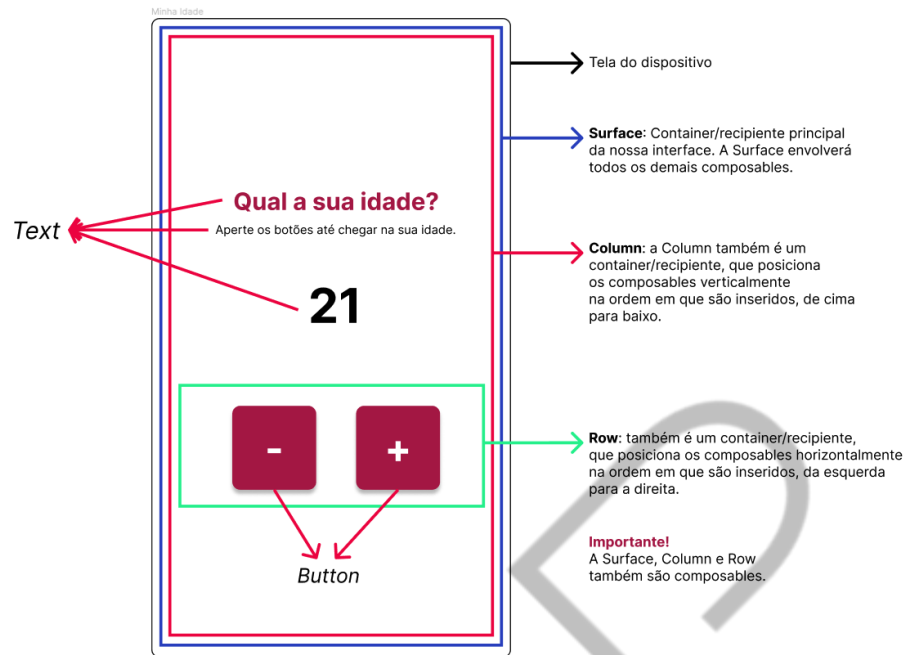 Minha Idade
Tela do dispositivo
Surface: Container/recipiente principal
da nossa interface. A Surface envolverá
todos os demais composables.
Qual a sua idade?
Text
Aperte os botões até chegar na sua idade.
Column: a Column também é um
container/recipiente, que posiciona
os composables verticalmente
na ordem em que são inseridos, de cima
para baixo.
21
Row: também é um container/recipiente,
que posiciona os composables horizontalmente
na ordem em que são inseridos, da esquerda
para a direita.
-
+
Importante!
A Surface, Column e Row
também são composables.
Button